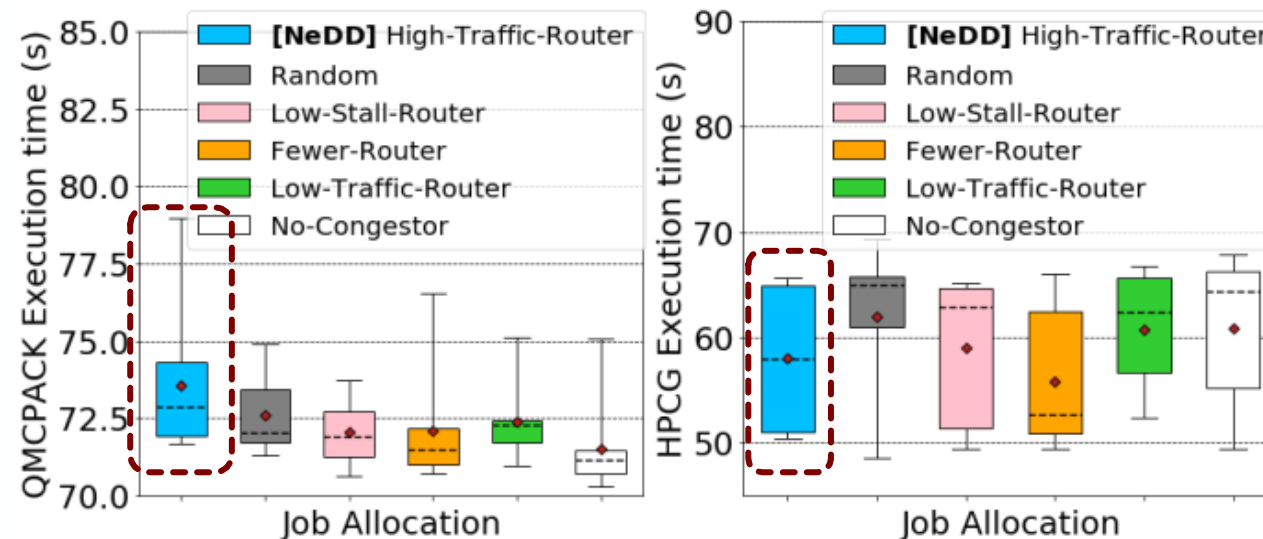 QMCPACK Execution time (s)
85.0
82.5
80.0
77.5
75.0
72.5
70.0
[NeDD] High-Traffic-Router
Random
Low-Stall-Router
Fewer-Router
Low-Traffic-Router
No-Congestor
Job Allocation
HPCG Execution time (s)
90
80
70
60
50
[NeDD] High-Traffic-Router
Random
Low-Stall-Router
Fewer-Router
Low-Traffic-Router
No-Congestor
Job Allocation